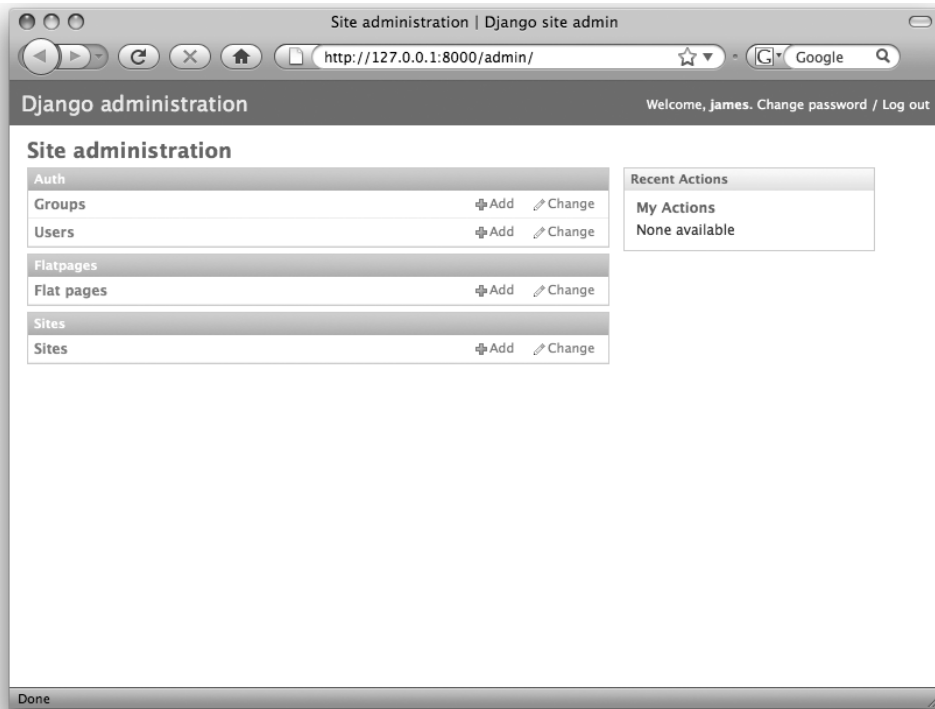 Site administration | Django site admin
http://127.0.0.1:8000/admin/
G Google
Django administration
Welcome, james. Change password / Log out
Site administration
Auth
Groups Add Change
Users Add Change
Flatpages
Flat pages Add Change
Sites
Sites Add Change
Recent Actions
My Actions
None available
Done